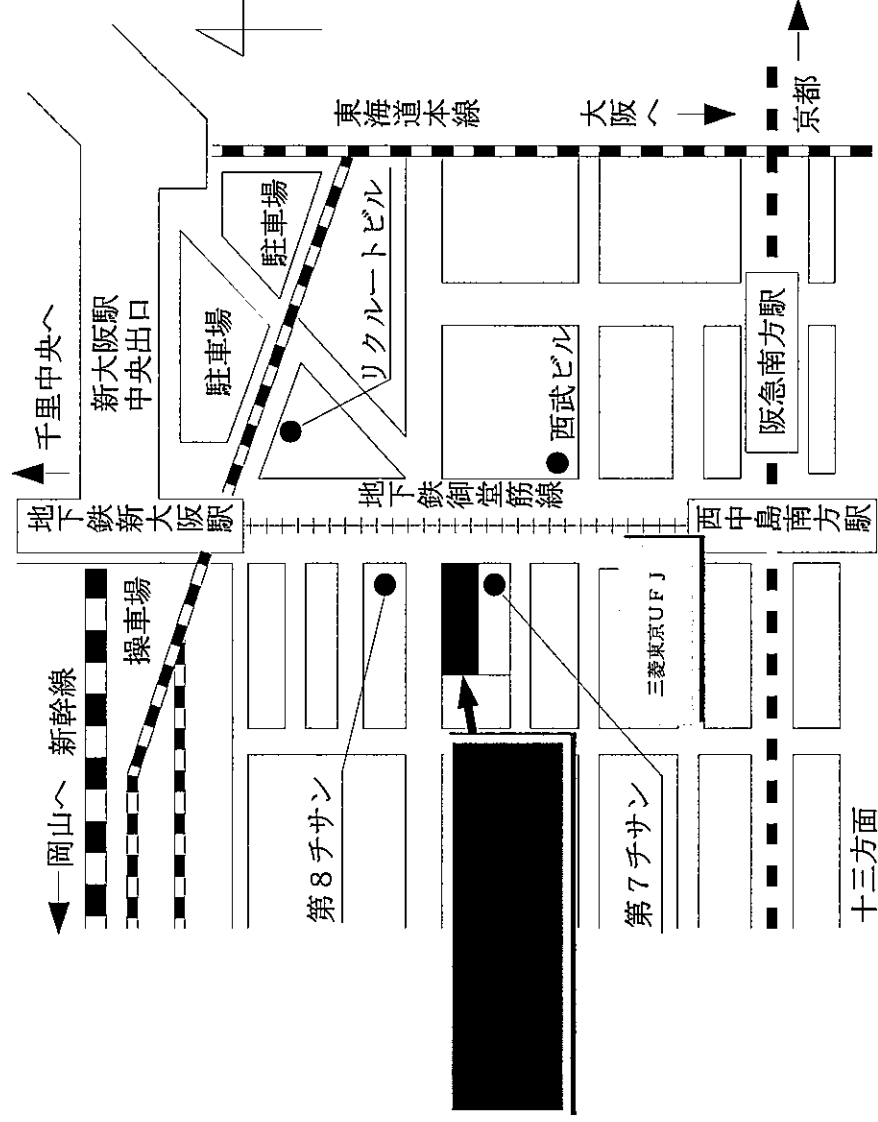 東海道本線
大阪へ
京都
千里中央へ
新大阪駅
中央出口
駐車場
駐車場
リクルートビル
地下鉄新大阪駅
地下鉄御堂筋線
西武ビル
阪急南方駅
西中島南方駅
操車場
岡山へ
新幹線
三菱東京UFJ
第8チサン
第7チサン
十三方面